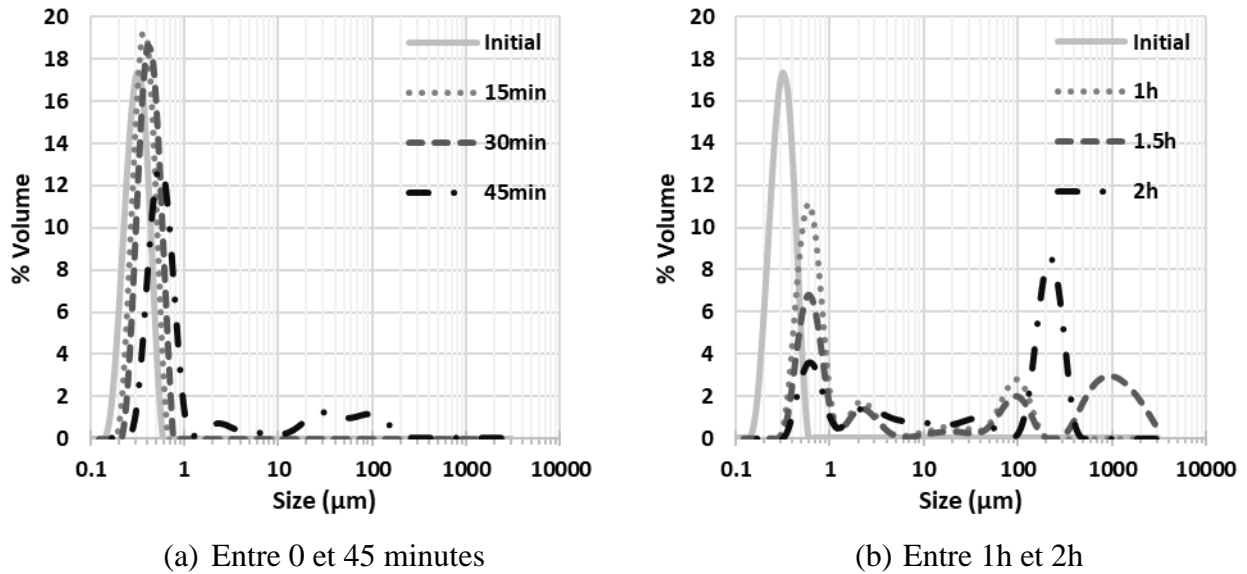 20
18
16
14
12
10
8
6
4
2
0
% Volume
0.1 1 10 100 1000 10000
Size (µm)
Initial
15min
30min
45min
(a) Entre 0 et 45 minutes
20
18
16
14
12
10
8
6
4
2
0
% Volume
0.1 1 10 100 1000 10000
Size (µm)
Initial
1h
1.5h
2h
(b) Entre 1h et 2h